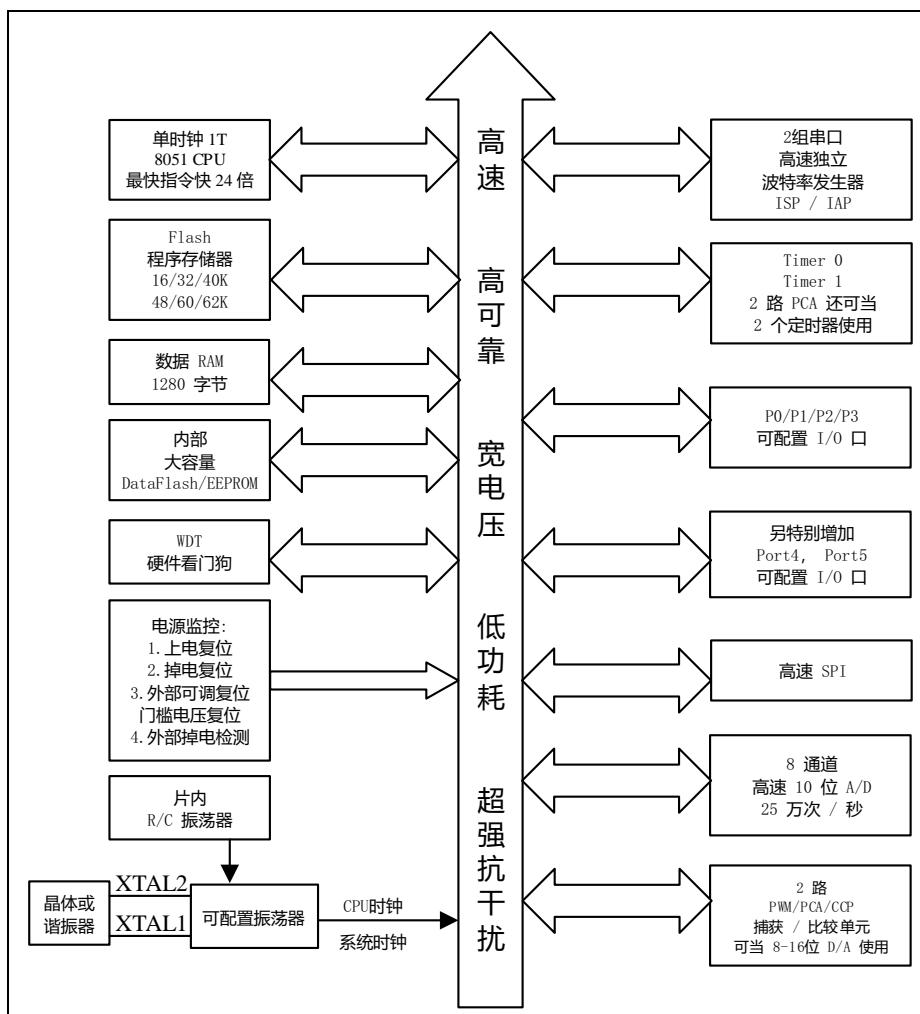 单时钟 1T
8051 CPU
最快指令快 24 倍
Flash
程序存储器
16/32/40K
48/60/62K
数据 RAM
1280 字节
内部
大容量
DataFlash/EEPROM
WDT
硬件看门狗
电源监控:
1.上电复位
2.掉电复位
3.外部可调复位
门槛电压复位
4.外部掉电检测
片内
R/C 振荡器
晶体或
谐振器
XTAL2
XTAL1
可配置振荡器
CPU时钟
系统时钟
高速
高可靠
宽电压
低功耗
超强抗干扰
2组串口
高速独立
波特率发生器
ISP / IAP
Timer 0
Timer 1
2 路 PCA 还可当
2 个定时器使用
P0/P1/P2/P3
可配置 I/O 口
另特别增加
Port4, Port5
可配置 I/O 口
高速 SPI
8 通道
高速 10 位 A/D
25 万次 / 秒
2 路
PWM/PCA/CCP
捕获 / 比较单元
可当 8-16位 D/A 使用